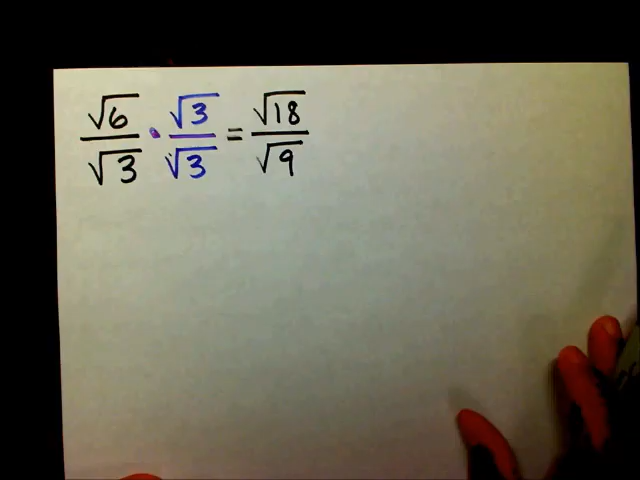 √6/√3 · √3/√3 = √18/√9